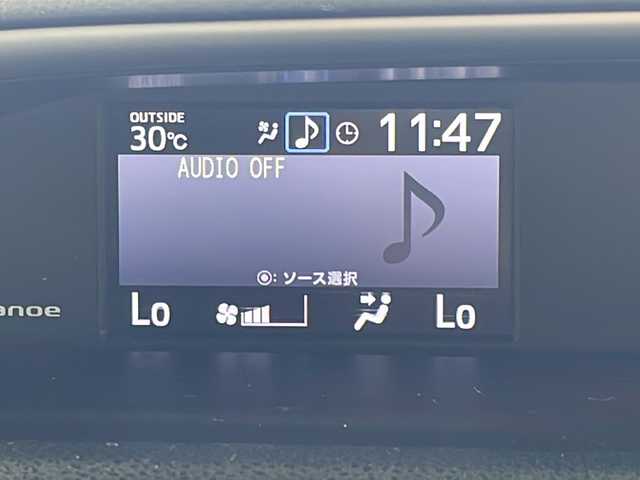 OUTSIDE
30℃
11:47
AUDIO OFF
◉: ソース選択
anoe
Lo
Lo